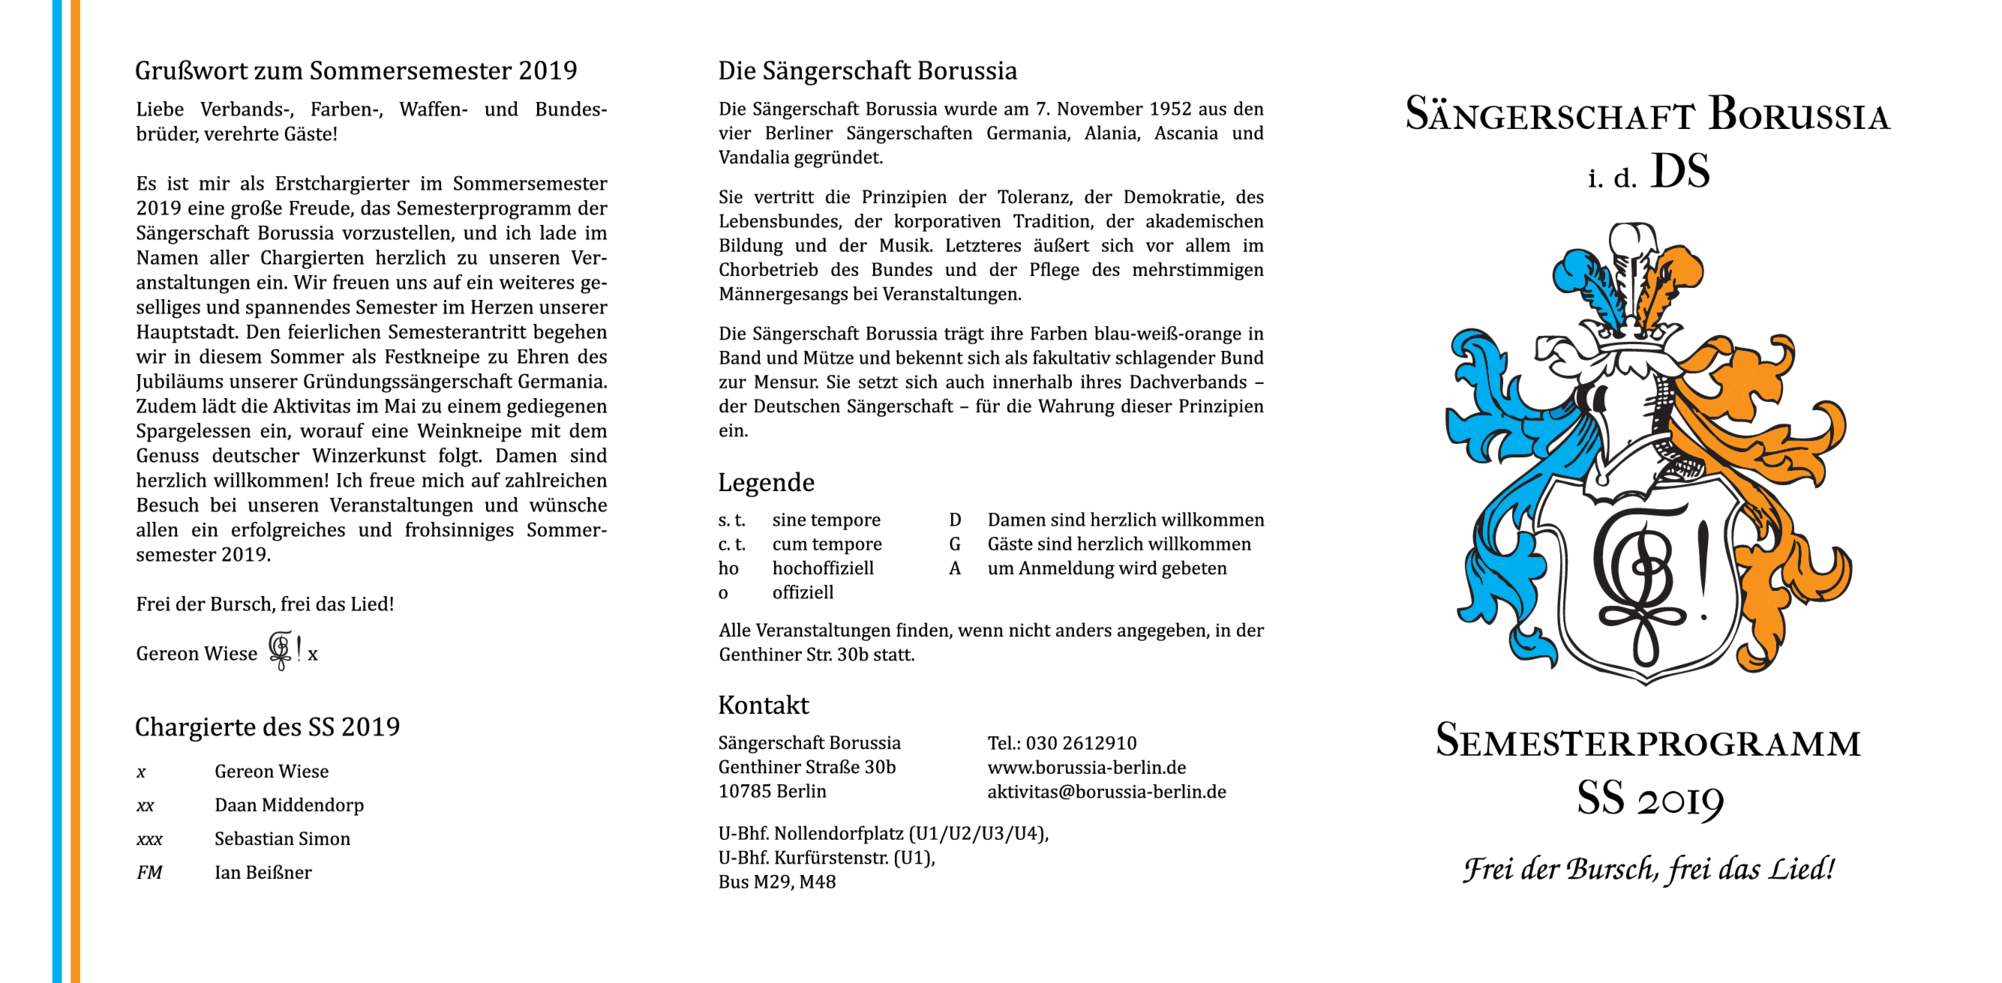 Grußwort zum Sommersemester 2019
Liebe Verbands-, Farben-, Waffen- und Bundes-
brüder, verehrte Gäste!
Es ist mir als Erstchargierter im Sommersemester
2019 eine große Freude, das Semesterprogramm der
Sängerschaft Borussia vorzustellen, und ich lade im
Namen aller Chargierten herzlich zu unseren Ver-
anstaltungen ein. Wir freuen uns auf ein weiteres ge-
selliges und spannendes Semester im Herzen unserer
Hauptstadt. Den feierlichen Semesterantritt begehen
wir in diesem Sommer als Festkneipe zu Ehren des
Jubiläums unserer Gründungssängerschaft Germania.
Zudem lädt die Aktivitas im Mai zu einem gediegenen
Spargelessen ein, worauf eine Weinkneipe mit dem
Genuss deutscher Winzerkunst folgt. Damen sind
herzlich willkommen! Ich freue mich auf zahlreichen
Besuch bei unseren Veranstaltungen und wünsche
allen ein erfolgreiches und frohsinniges Sommer-
semester 2019.
Frei der Bursch, frei das Lied!
Gereon Wiese ! x
Chargierte des SS 2019
x Gereon Wiese
xx Daan Middendorp
xxx Sebastian Simon
FM Ian Beißner
Die Sängerschaft Borussia
Die Sängerschaft Borussia wurde am 7. November 1952 aus den
vier Berliner Sängerschaften Germania, Alania, Ascania und
Vandalia gegründet.
Sie vertritt die Prinzipien der Toleranz, der Demokratie, des
Lebensbundes, der korporativen Tradition, der akademischen
Bildung und der Musik. Letzteres äußert sich vor allem im
Chorbetrieb des Bundes und der Pflege des mehrstimmigen
Männergesangs bei Veranstaltungen.
Die Sängerschaft Borussia trägt ihre Farben blau-weiß-orange in
Band und Mütze und bekennt sich als fakultativ schlagender Bund
zur Mensur. Sie setzt sich auch innerhalb ihres Dachverbands –
der Deutschen Sängerschaft – für die Wahrung dieser Prinzipien
ein.
Legende
s. t. sine tempore D Damen sind herzlich willkommen
c. t. cum tempore G Gäste sind herzlich willkommen
ho hochoffiziell A um Anmeldung wird gebeten
o offiziell
Alle Veranstaltungen finden, wenn nicht anders angegeben, in der
Genthiner Str. 30b statt.
Kontakt
Sängerschaft Borussia Tel.: 030 2612910
Genthiner Straße 30b www.borussia-berlin.de
10785 Berlin aktivitas@borussia-berlin.de
U-Bhf. Nollendorfplatz (U1/U2/U3/U4),
U-Bhf. Kurfürstenstr. (U1),
Bus M29, M48
Sängerschaft Borussia
i. d. DS
!
Semesterprogramm
SS 2019
Frei der Bursch, frei das Lied!